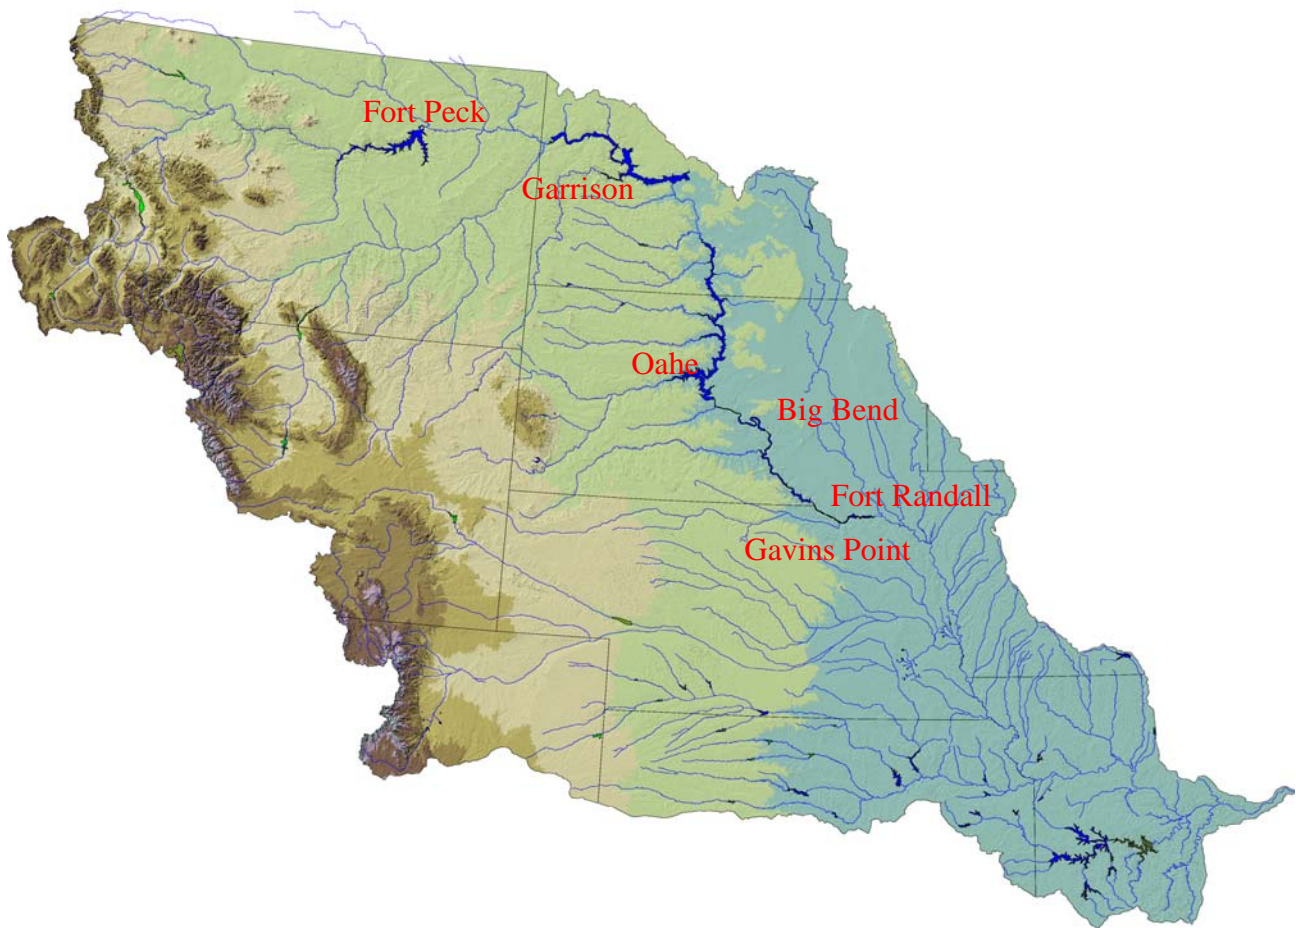 Fort Peck
Garrison
Oahe
Big Bend
Fort Randall
Gavins Point